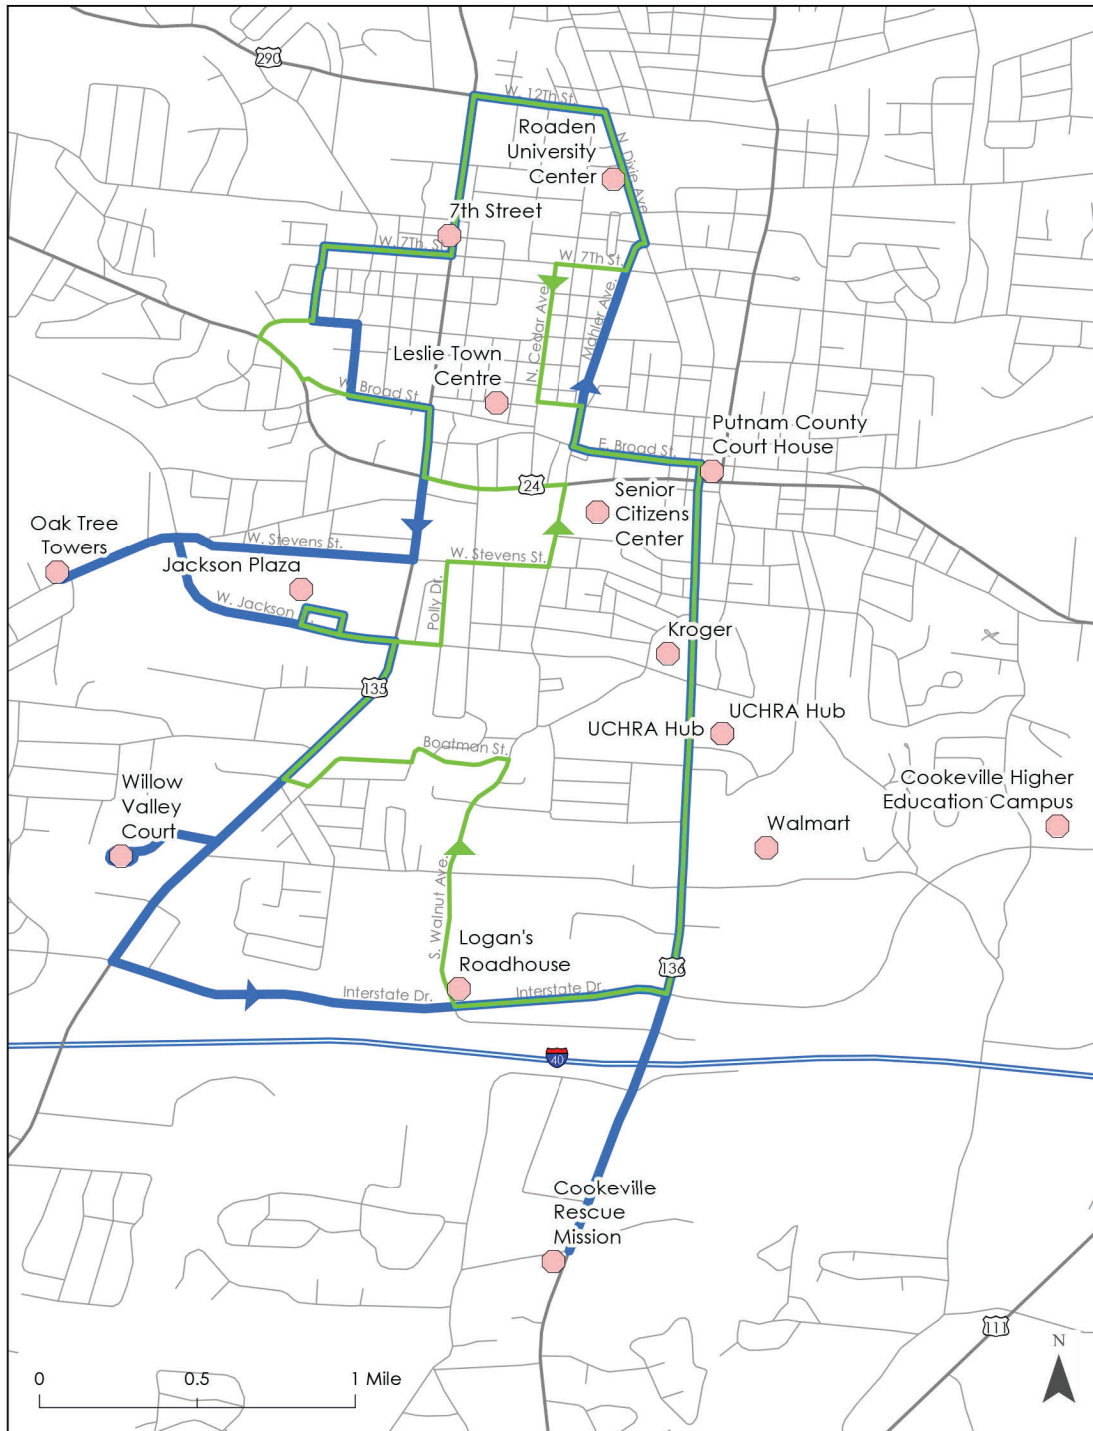 290
W. 12Th St.
Roaden
University
Center
N. Dixie Ave
7th Street
W. 7Th. St.
W. 7Th St.
N. Cedar Ave.
Mahler Ave.
Leslie Town
Centre
W. Broad St.
Putnam County
Court House
E. Broad St.
24
Senior
Citizens
Center
Oak Tree
Towers
W. Stevens St.
W. Stevens St.
Jackson Plaza
W. Jackson
Polly Dr.
Kroger
135
UCHRA Hub
UCHRA Hub
Boatman St.
Willow
Valley
Court
Cookeville Higher
Education Campus
Walmart
S. Walnut Ave.
Logan's
Roadhouse
136
Interstate Dr.
Interstate Dr.
40
Cookeville
Rescue
Mission
111
N
0 0.5 1 Mile